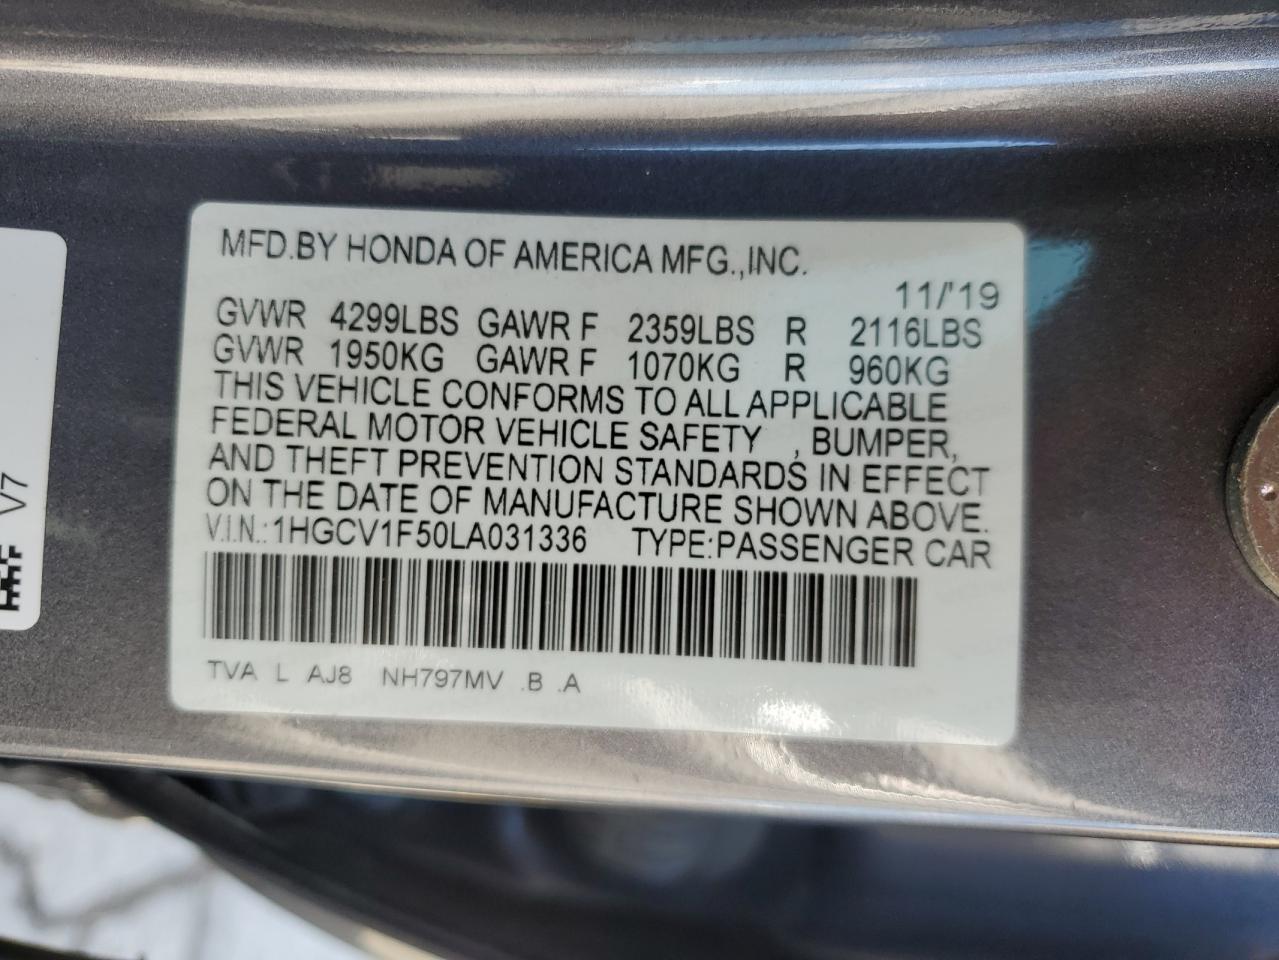 MFD.BY HONDA OF AMERICA MFG.,INC.
11/'19
GVWR 4299LBS GAWR F 2359LBS R 2116LBS
GVWR 1950KG GAWR F 1070KG R 960KG
THIS VEHICLE CONFORMS TO ALL APPLICABLE
FEDERAL MOTOR VEHICLE SAFETY , BUMPER,
AND THEFT PREVENTION STANDARDS IN EFFECT
ON THE DATE OF MANUFACTURE SHOWN ABOVE.
V.I.N.:1HGCV1F50LA031336 TYPE:PASSENGER CAR
TVA L AJ8 NH797MV .B .A
V7